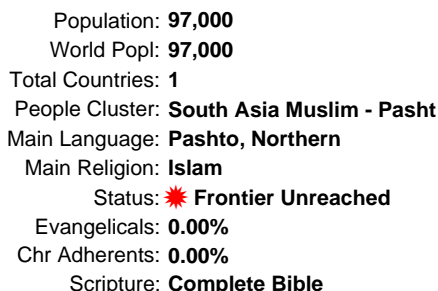 Population: 97,000
World Popl: 97,000
Total Countries: 1
People Cluster: South Asia Muslim - Pasht
Main Language: Pashto, Northern
Main Religion: Islam
Status: Frontier Unreached
Evangelicals: 0.00%
Chr Adherents: 0.00%
Scripture: Complete Bible